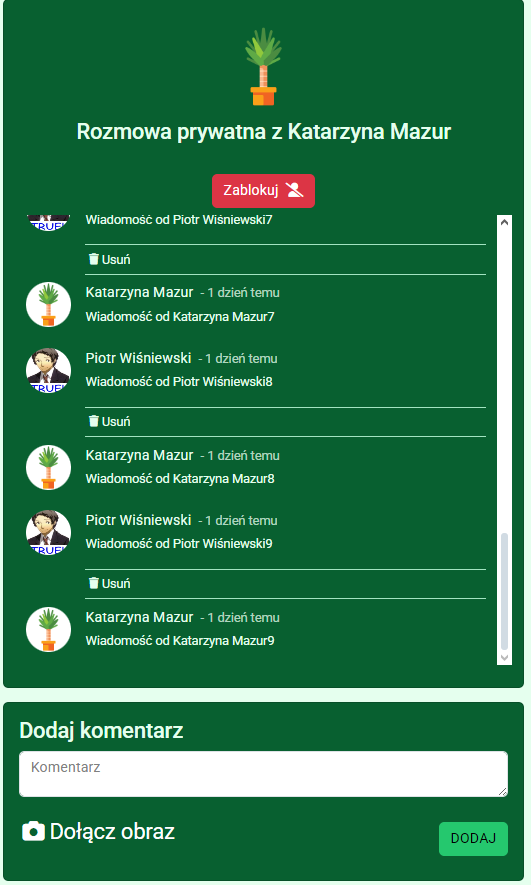 Rozmowa prywatna z Katarzyna Mazur
Zablokuj
Wiadomość od Piotr Wiśniewski7
Usuń
Katarzyna Mazur - 1 dzień temu
Wiadomość od Katarzyna Mazur7
Piotr Wiśniewski - 1 dzień temu
Wiadomość od Piotr Wiśniewski8
TRUE!
Usuń
Katarzyna Mazur - 1 dzień temu
Wiadomość od Katarzyna Mazur8
Piotr Wiśniewski - 1 dzień temu
Wiadomość od Piotr Wiśniewski9
TRUE!
Usuń
Katarzyna Mazur - 1 dzień temu
Wiadomość od Katarzyna Mazur9
Dodaj komentarz
Komentarz
Dołącz obraz
DODAJ